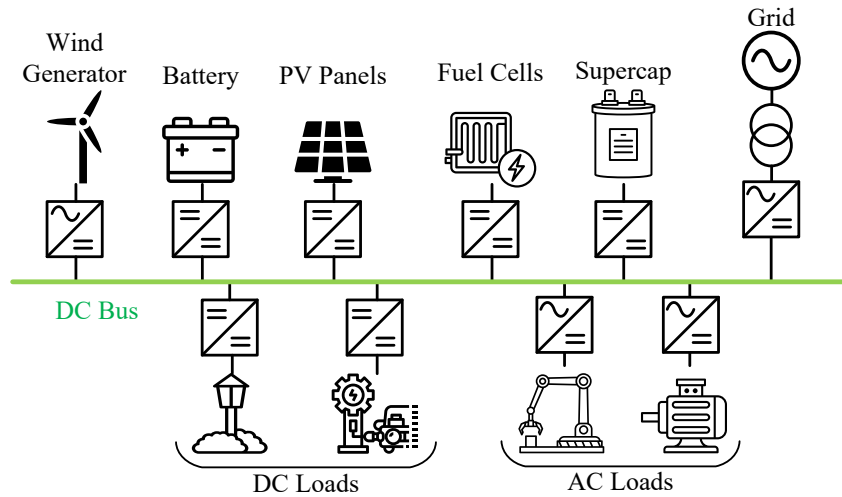 Grid
Wind
Generator
Battery
PV Panels
Fuel Cells
Supercap
DC Bus
DC Loads
AC Loads